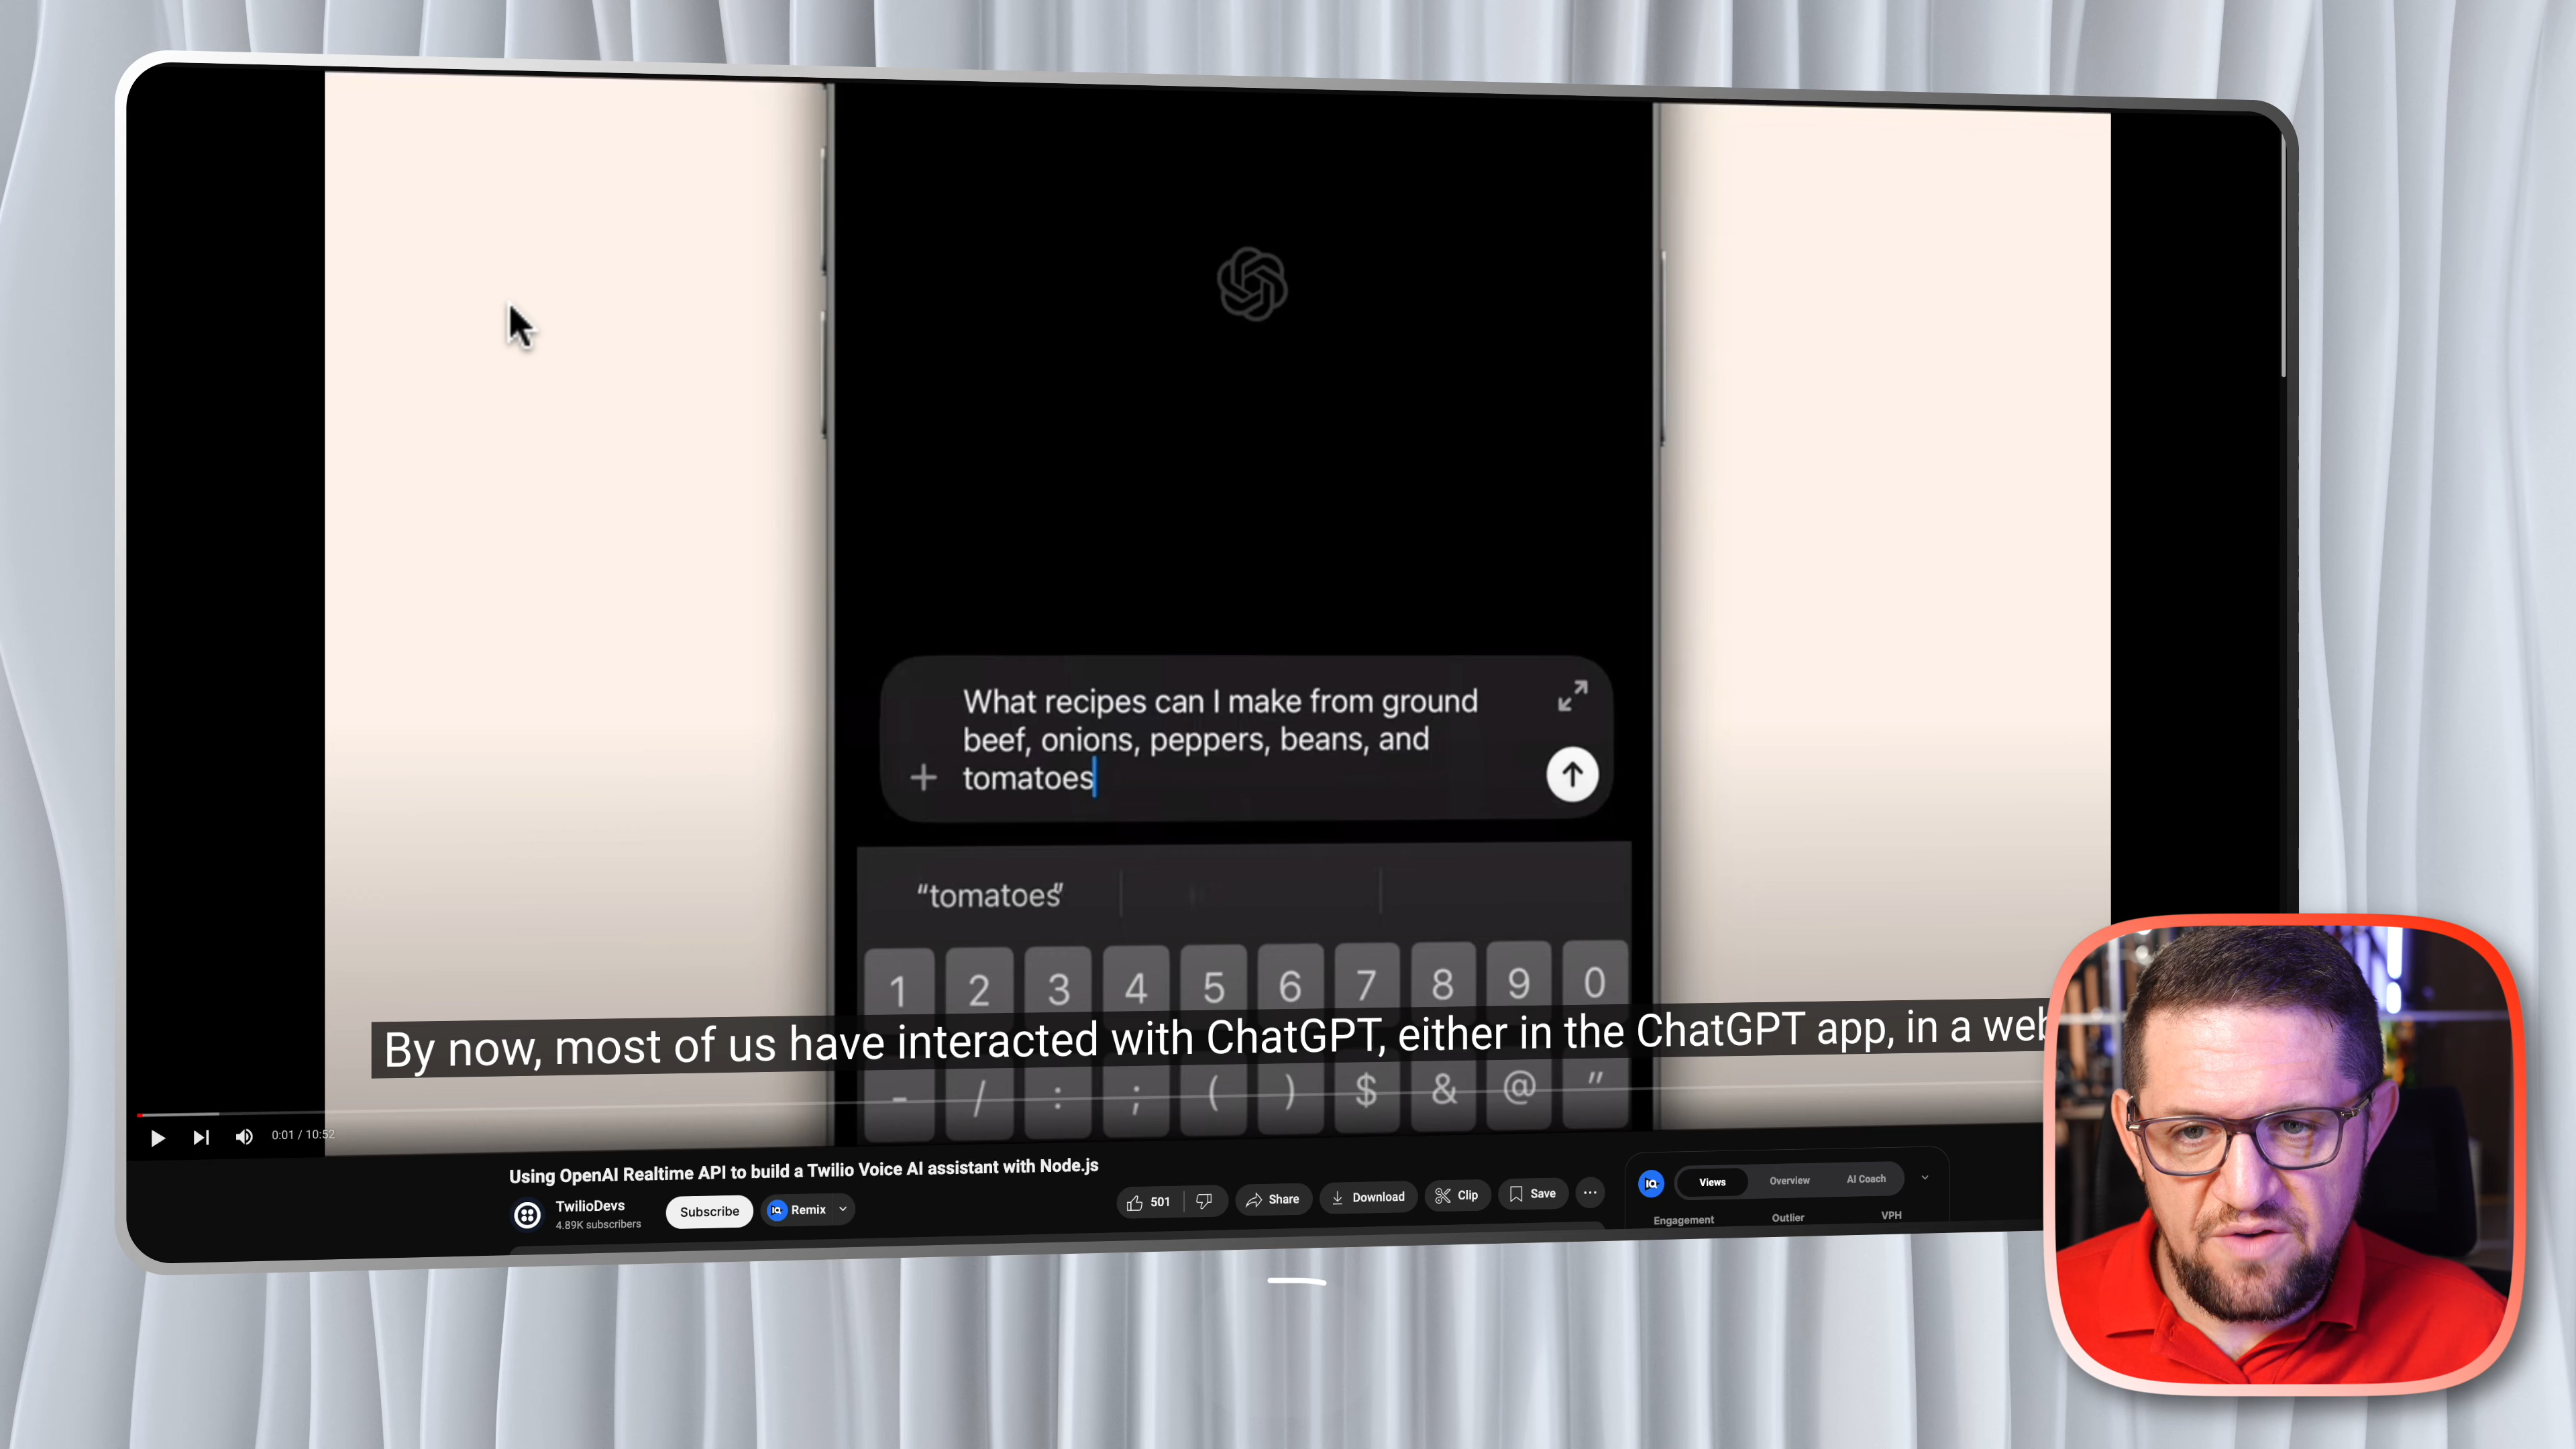 What recipes can I make from ground
beef, onions, peppers, beans, and
tomatoes
“tomatoes”
1 2 3 4 5 6 7 8 9 0
By now, most of us have interacted with ChatGPT, either in the ChatGPT app, in a web
- / : ; ( ) $ & @ "
0:01 / 10:52
Using OpenAI Realtime API to build a Twilio Voice AI assistant with Node.js
TwilioDevs
4.89K subscribers
Subscribe
IQ Remix
501
Share
Download
Clip
Save
IQ
Views
Overview
AI Coach
Engagement
Outlier
VPH